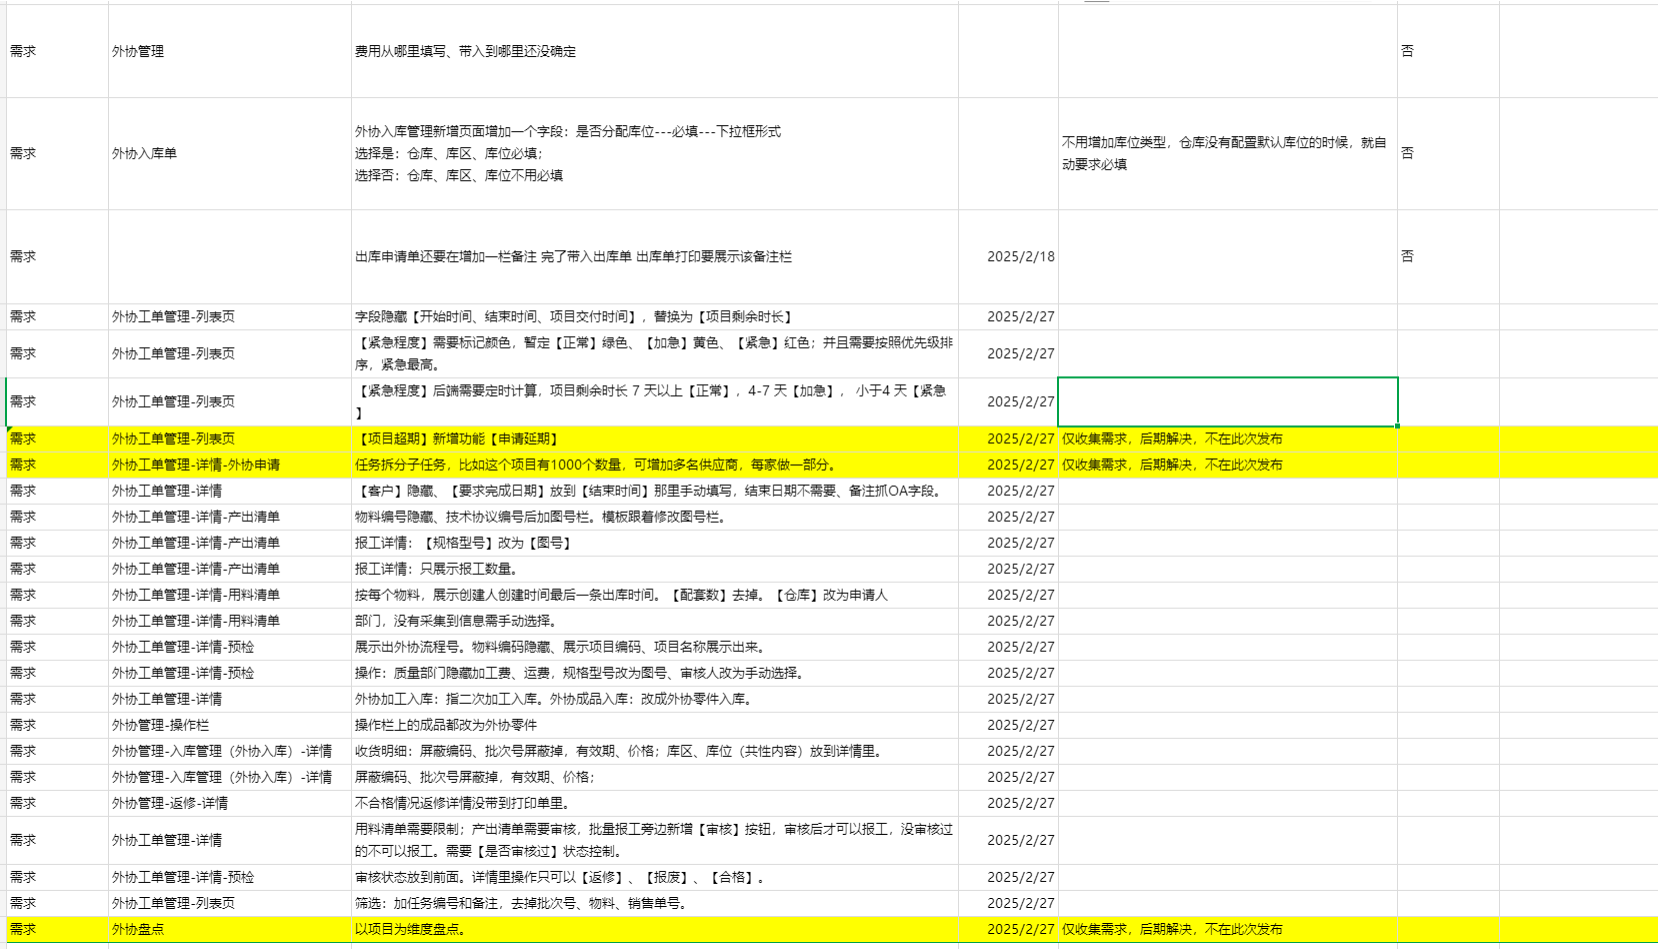 需求 外协管理 费用从哪里填写、带入到哪里还没确定 否
外协入库管理新增页面增加一个字段：是否分配库位---必填---下拉框形式
需求 外协入库单 选择是：仓库、库区、库位必填； 不用增加库位类型，仓库没有配置默认库位的时候，就自 否
动要求必填
选择否：仓库、库区、库位不用必填
需求 出库申请单还要在增加一栏备注 完了带入出库单 出库单打印要展示该备注栏 2025/2/18 否
需求 外协工单管理-列表页 字段隐藏【开始时间、结束时间、项目交付时间】，替换为【项目剩余时长】 2025/2/27
需求 外协工单管理-列表页 【紧急程度】需要标记颜色，暂定【正常】绿色、【加急】黄色、【紧急】红色；并且需要按照优先级排 2025/2/27
序，紧急最高。
需求 外协工单管理-列表页 【紧急程度】后端需要定时计算，项目剩余时长 7 天以上【正常】，4-7 天【加急】， 小于4 天【紧急 2025/2/27
】
需求 外协工单管理-列表页 【项目超期】新增功能【申请延期】 2025/2/27 仅收集需求，后期解决，不在此次发布
需求 外协工单管理-详情-外协申请 任务拆分子任务，比如这个项目有1000个数量，可增加多名供应商，每家做一部分。 2025/2/27 仅收集需求，后期解决，不在此次发布
需求 外协工单管理-详情 【客户】隐藏、【要求完成日期】放到【结束时间】那里手动填写，结束日期不需要、备注抓OA字段。 2025/2/27
需求 外协工单管理-详情-产出清单 物料编号隐藏、技术协议编号后加图号栏。模板跟着修改图号栏。 2025/2/27
需求 外协工单管理-详情-产出清单 报工详情：【规格型号】改为【图号】 2025/2/27
需求 外协工单管理-详情-产出清单 报工详情：只展示报工数量。 2025/2/27
需求 外协工单管理-详情-用料清单 按每个物料，展示创建人创建时间最后一条出库时间。【配套数】去掉。【仓库】改为申请人 2025/2/27
需求 外协工单管理-详情-用料清单 部门，没有采集到信息需手动选择。 2025/2/27
需求 外协工单管理-详情-预检 展示出外协流程号。物料编码隐藏、展示项目编码、项目名称展示出来。 2025/2/27
需求 外协工单管理-详情-预检 操作：质量部门隐藏加工费、运费，规格型号改为图号、审核人改为手动选择。 2025/2/27
需求 外协工单管理-详情 外协加工入库：指二次加工入库。外协成品入库：改成外协零件入库。 2025/2/27
需求 外协管理-操作栏 操作栏上的成品都改为外协零件 2025/2/27
需求 外协管理-入库管理（外协入库）-详情 收货明细：屏蔽编码、批次号屏蔽掉，有效期、价格；库区、库位（共性内容）放到详情里。 2025/2/27
需求 外协管理-入库管理（外协入库）-详情 屏蔽编码、批次号屏蔽掉，有效期、价格； 2025/2/27
需求 外协管理-返修-详情 不合格情况返修详情没带到打印单里。 2025/2/27
需求 外协工单管理-详情 用料清单需要限制；产出清单需要审核，批量报工旁边新增【审核】按钮，审核后才可以报工，没审核过 2025/2/27
的不可以报工。需要【是否审核过】状态控制。
需求 外协工单管理-详情-预检 审核状态放到前面。详情里操作只可以【返修】、【报废】、【合格】。 2025/2/27
需求 外协工单管理-列表页 筛选：加任务编号和备注，去掉批次号、物料、销售单号。 2025/2/27
需求 外协盘点 以项目为维度盘点。 2025/2/27 仅收集需求，后期解决，不在此次发布